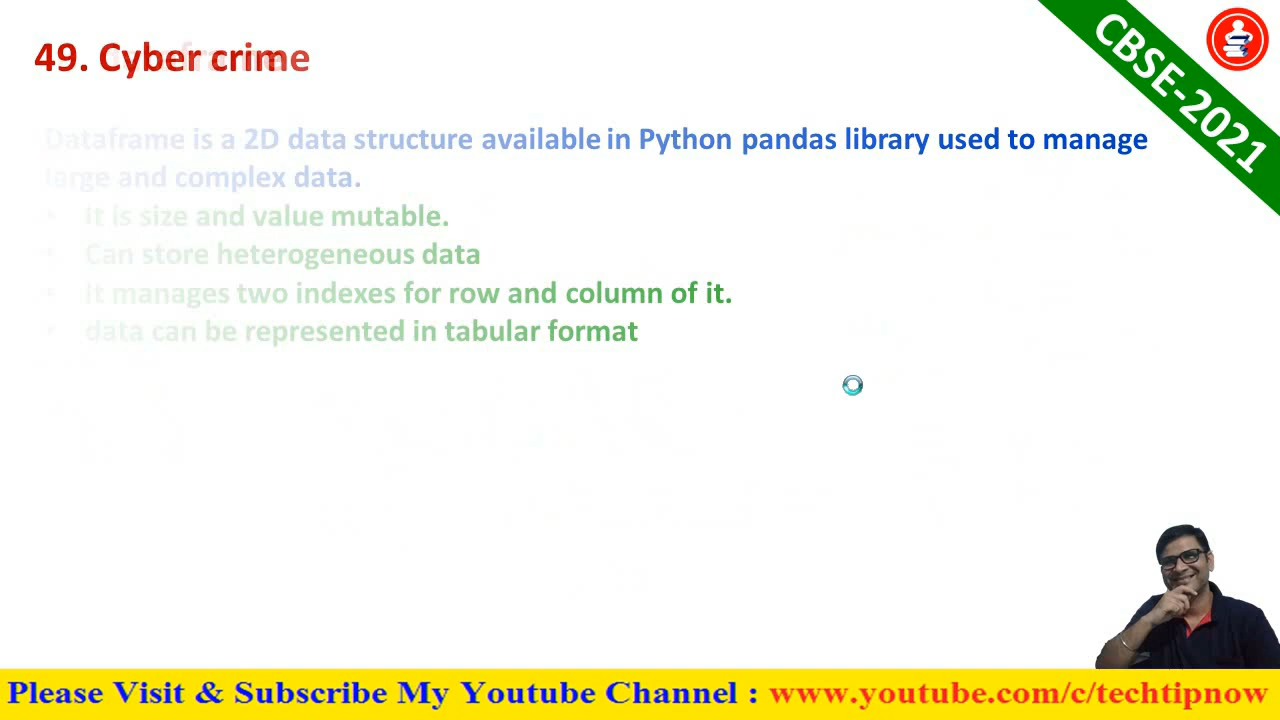 49. Cyber crime
CBSE-2021
Dataframe is a 2D data structure available in Python pandas library used to manage
large and complex data.
• It is size and value mutable.
• Can store heterogeneous data
• It manages two indexes for row and column of it.
• data can be represented in tabular format
Please Visit & Subscribe My Youtube Channel : www.youtube.com/c/techtipnow